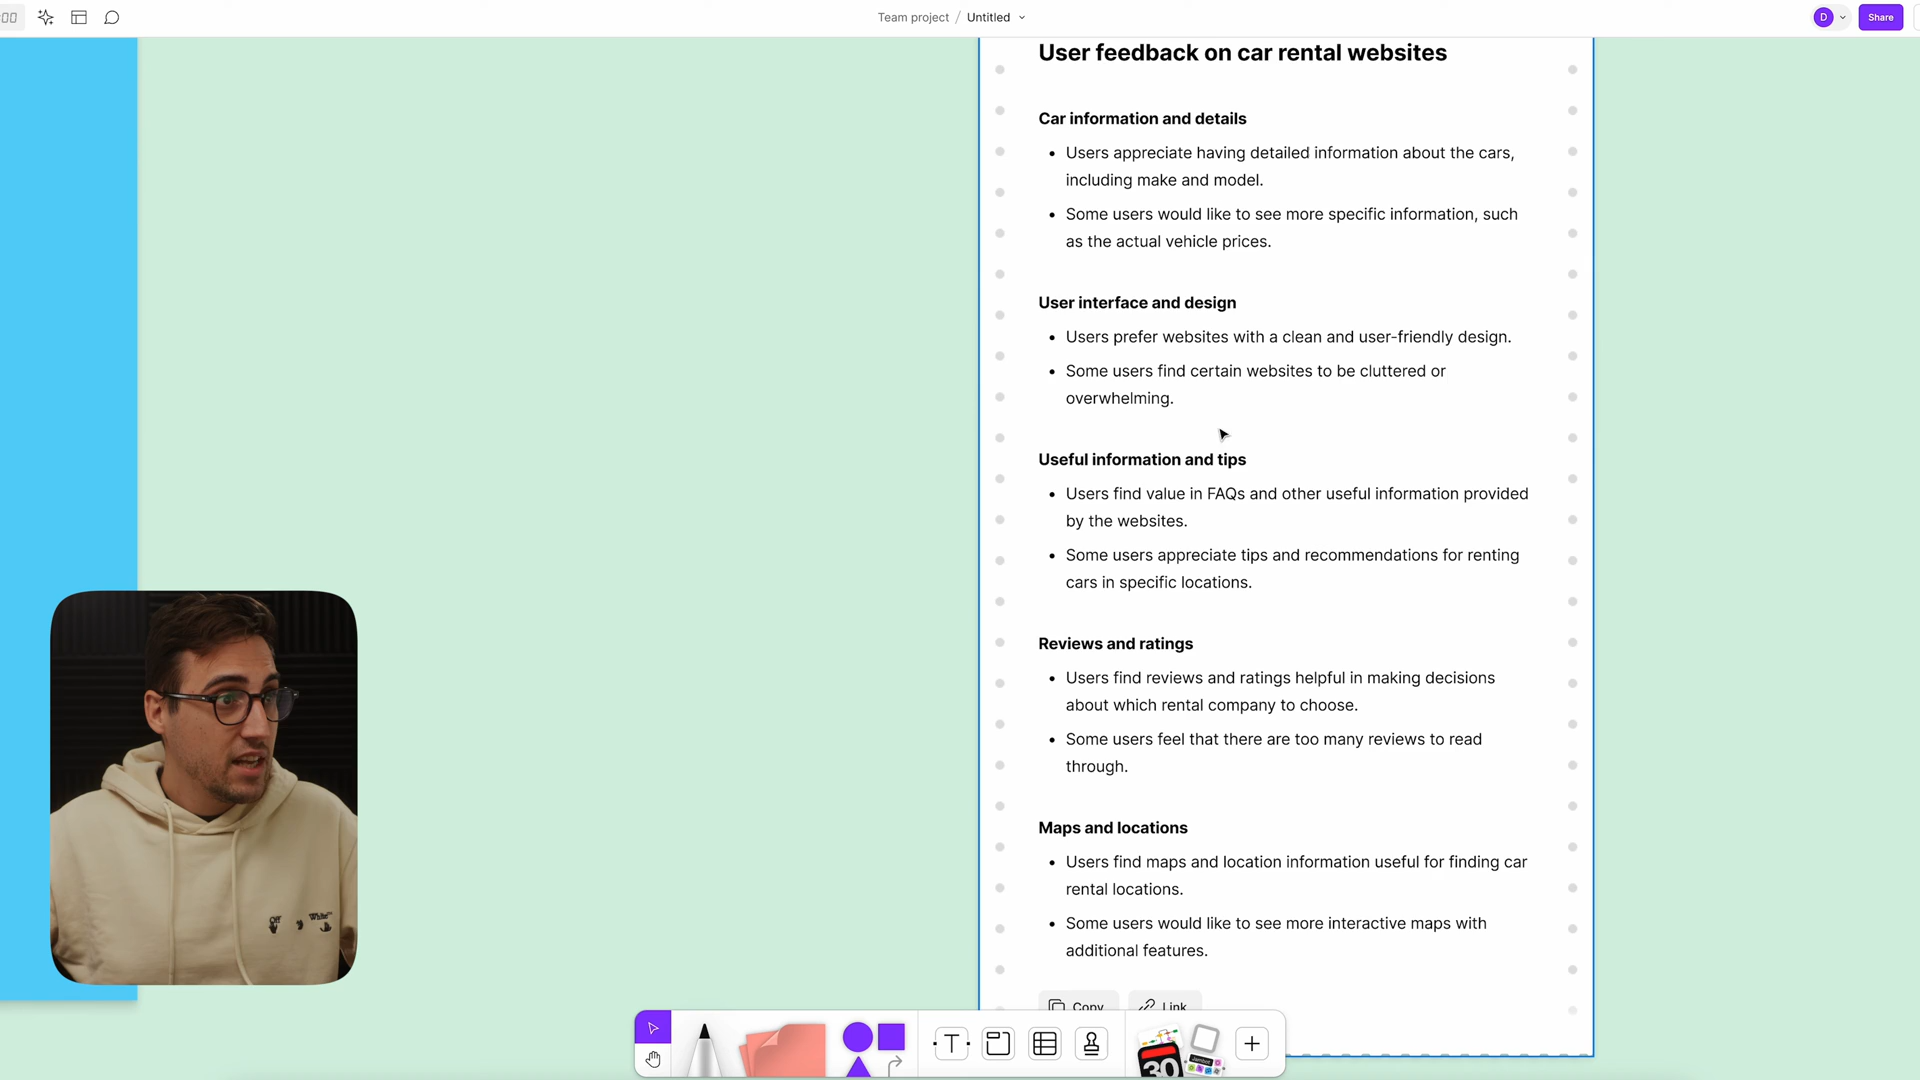 Team project / Untitled
D
Share
User feedback on car rental websites
Car information and details
• Users appreciate having detailed information about the cars,
including make and model.
• Some users would like to see more specific information, such
as the actual vehicle prices.
User interface and design
• Users prefer websites with a clean and user-friendly design.
• Some users find certain websites to be cluttered or
overwhelming.
Useful information and tips
• Users find value in FAQs and other useful information provided
by the websites.
• Some users appreciate tips and recommendations for renting
cars in specific locations.
Reviews and ratings
• Users find reviews and ratings helpful in making decisions
about which rental company to choose.
• Some users feel that there are too many reviews to read
through.
Maps and locations
• Users find maps and location information useful for finding car
rental locations.
• Some users would like to see more interactive maps with
additional features.
Copy
Link
T
30
Off White